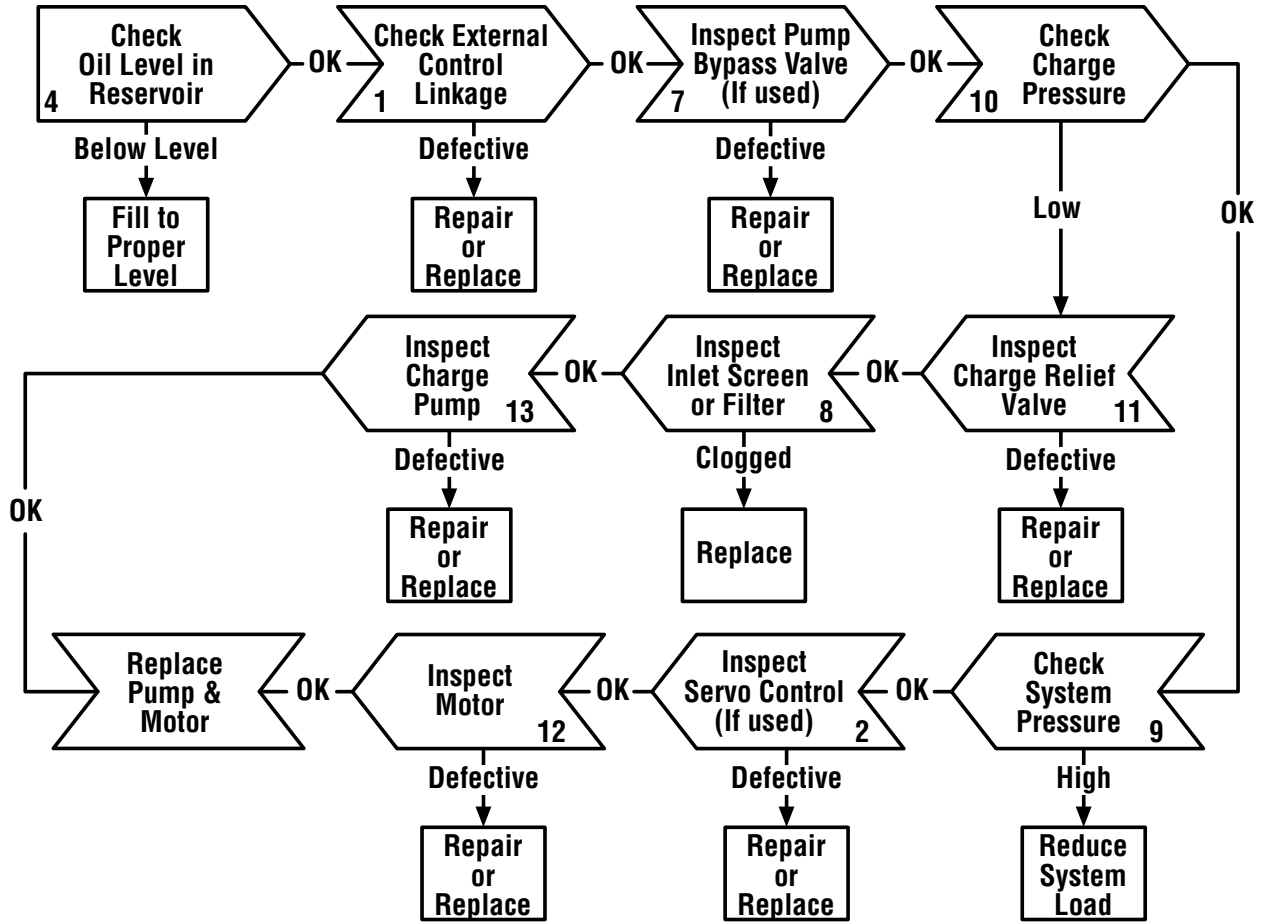 Check
Oil Level in
Reservoir
4
OK
Check External
Control
Linkage
1
OK
Inspect Pump
Bypass Valve
(If used)
7
OK
Check
Charge
Pressure
10
Below Level
Defective
Defective
Low
OK
Fill to
Proper
Level
Repair
or
Replace
Repair
or
Replace
Inspect
Charge
Pump
13
OK
Inspect
Inlet Screen
or Filter
8
OK
Inspect
Charge Relief
Valve
11
OK
Defective
Clogged
Defective
Repair
or
Replace
Replace
Repair
or
Replace
Replace
Pump &
Motor
OK
Inspect
Motor
12
OK
Inspect
Servo Control
(If used)
2
OK
Check
System
Pressure
9
Defective
Defective
High
Repair
or
Replace
Repair
or
Replace
Reduce
System
Load